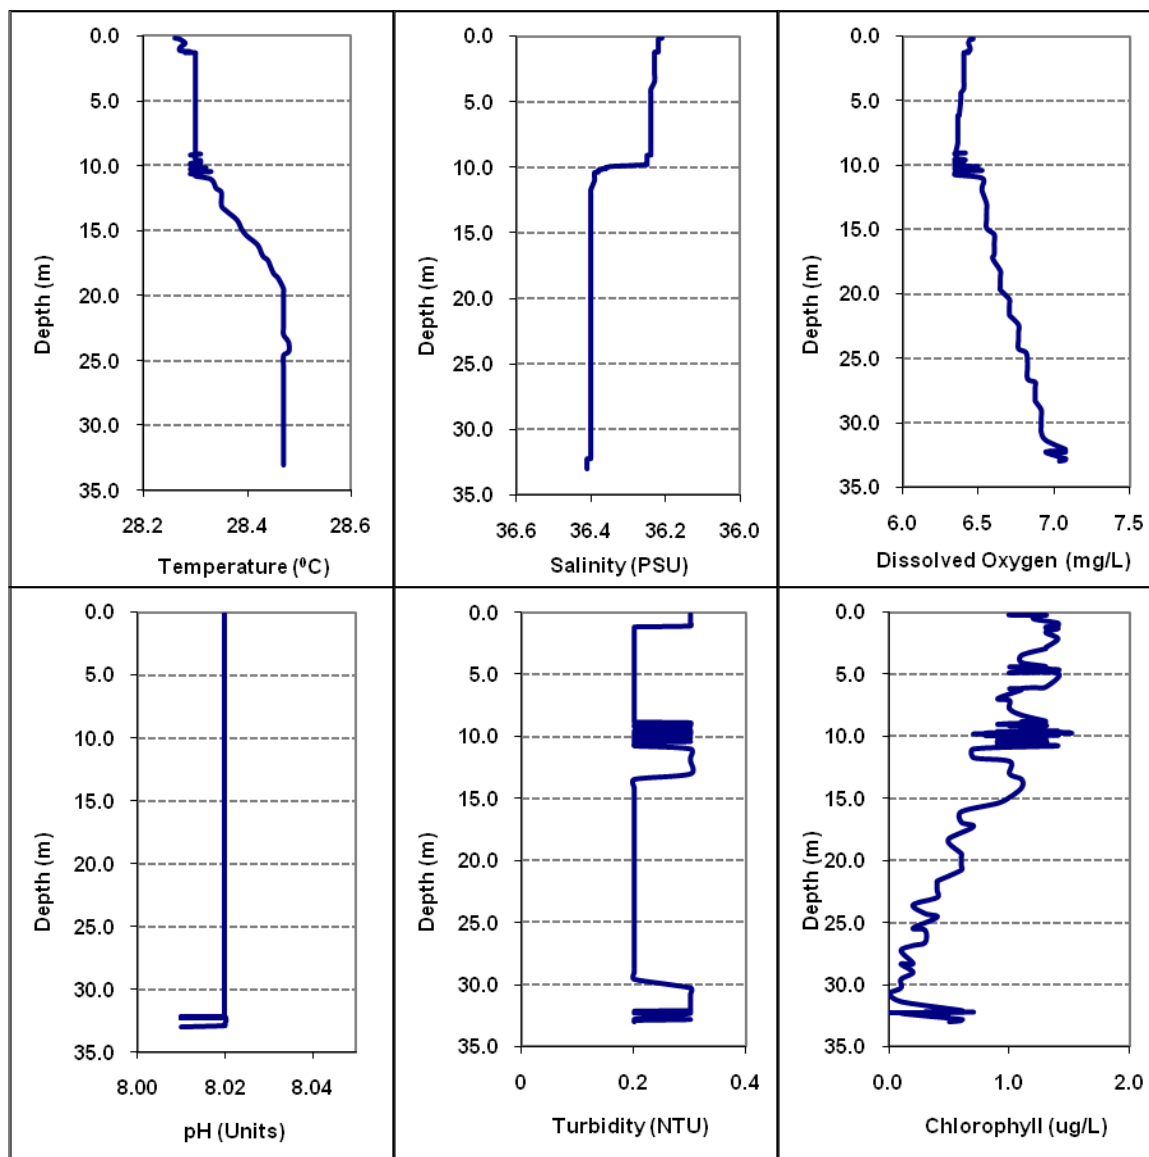 0.0
5.0
10.0
15.0
20.0
25.0
30.0
35.0
Depth (m)
28.2 28.4 28.6
Temperature (⁰C)
0.0
5.0
10.0
15.0
20.0
25.0
30.0
35.0
Depth (m)
36.6 36.4 36.2 36.0
Salinity (PSU)
0.0
5.0
10.0
15.0
20.0
25.0
30.0
35.0
Depth (m)
6.0 6.5 7.0 7.5
Dissolved Oxygen (mg/L)
0.0
5.0
10.0
15.0
20.0
25.0
30.0
35.0
Depth (m)
8.00 8.02 8.04
pH (Units)
0.0
5.0
10.0
15.0
20.0
25.0
30.0
35.0
Depth (m)
0 0.2 0.4
Turbidity (NTU)
0.0
5.0
10.0
15.0
20.0
25.0
30.0
35.0
Depth (m)
0.0 1.0 2.0
Chlorophyll (ug/L)